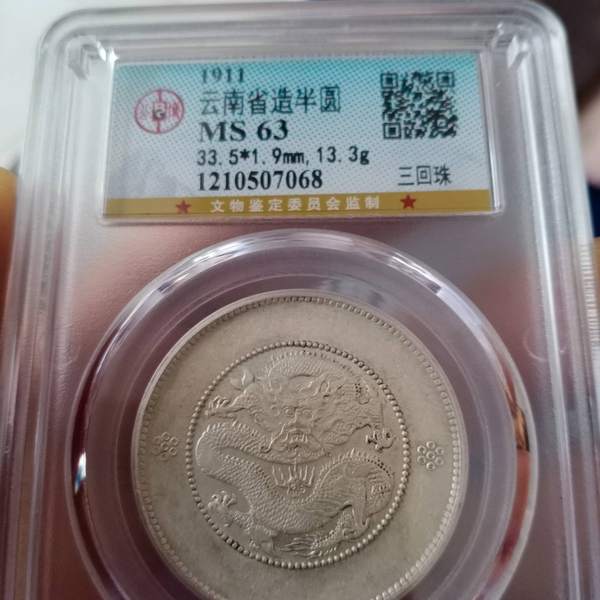 1911
云南省造半圆
MS 63
33.5*1.9mm,13.3g
1210507068
三回珠
文物鉴定委员会监制